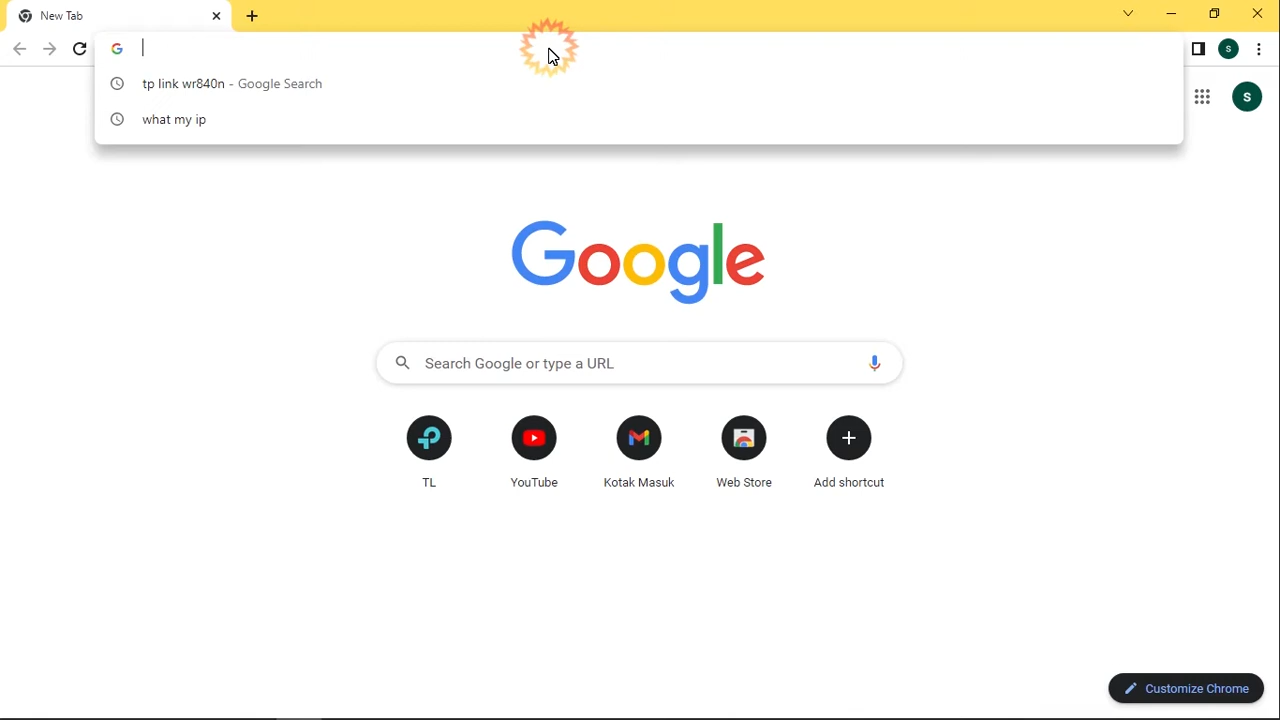 New Tab
S
tp link wr840n - Google Search
what my ip
S
Google
Search Google or type a URL
TL
YouTube
Kotak Masuk
Web Store
Add shortcut
Customize Chrome